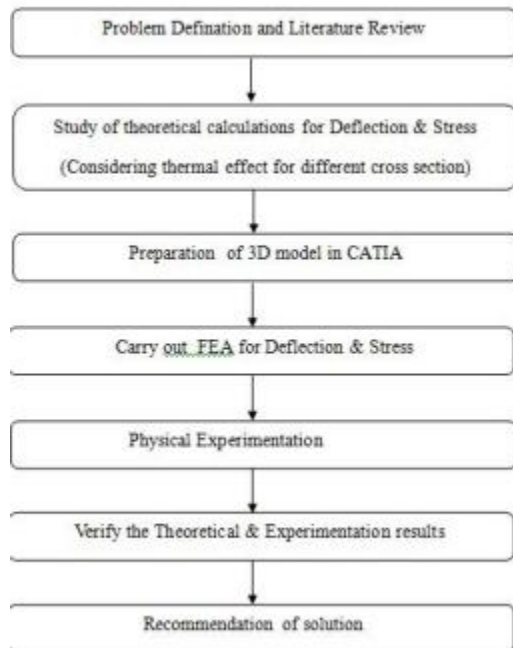 Problem Defination and Literature Review
Study of theoretical calculations for Deflection & Stress
(Considering thermal effect for different cross section)
Preparation of 3D model in CATIA
Carry out FEA for Deflection & Stress
Physical Experimentation
Verify the Theoretical & Experimentation results
Recommendation of solution